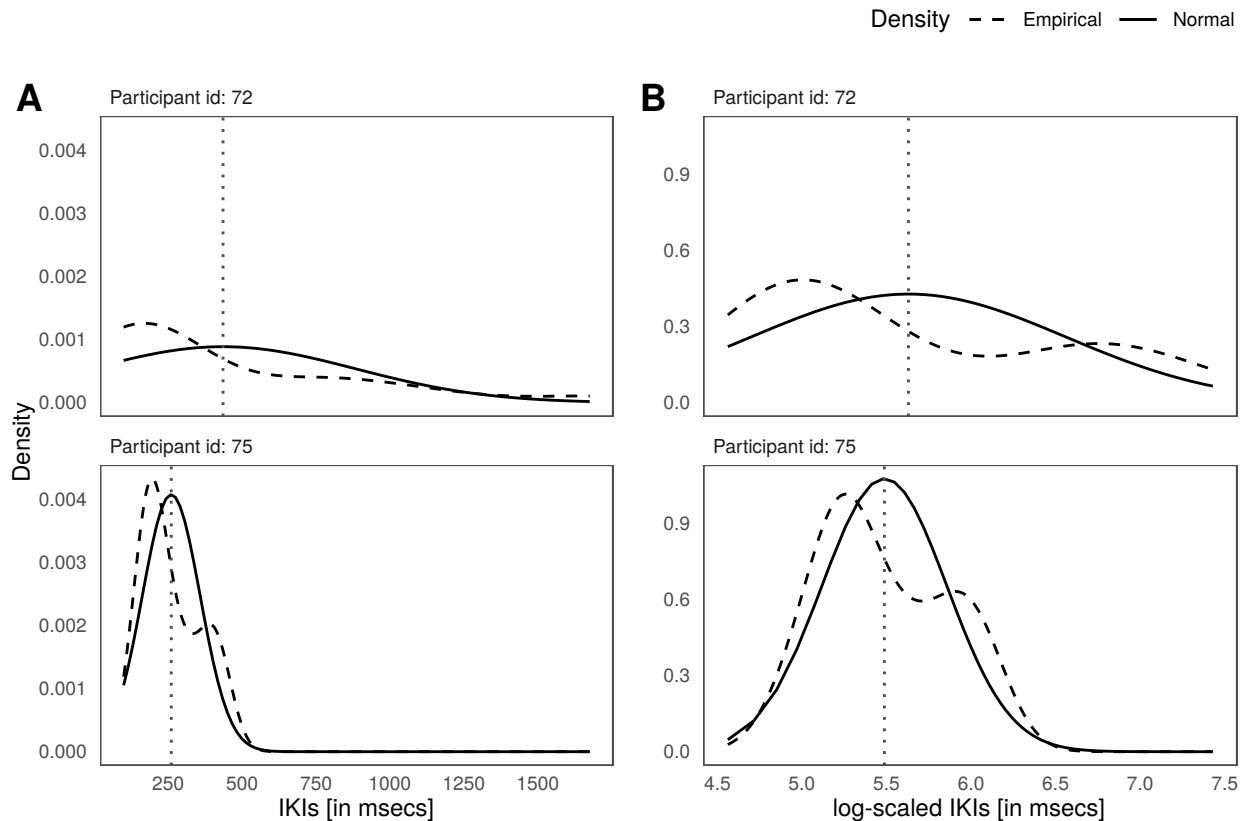 Density Empirical Normal
A
Participant id: 72
0.004
0.003
0.002
0.001
0.000
Participant id: 75
0.004
0.003
0.002
0.001
0.000
Density
250 500 750 1000 1250 1500
IKIs [in msecs]
B
Participant id: 72
0.9
0.6
0.3
0.0
Participant id: 75
0.9
0.6
0.3
0.0
4.5 5.0 5.5 6.0 6.5 7.0 7.5
log-scaled IKIs [in msecs]